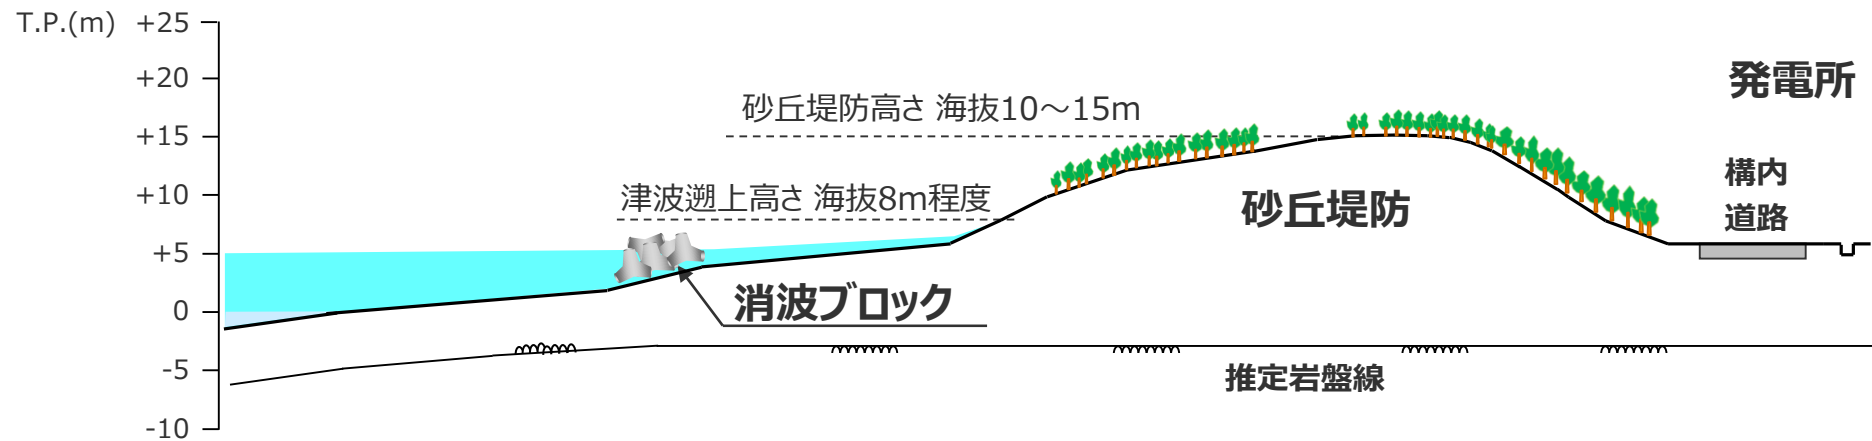 T.P.(m)
+25
+20
+15
+10
+5
0
-5
-10
砂丘堤防高さ 海抜10～15m
津波遡上高さ 海抜8m程度
消波ブロック
砂丘堤防
推定岩盤線
発電所
構内
道路